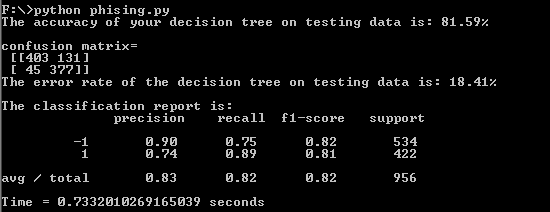 F:\>python phising.py
The accuracy of your decision tree on testing data is: 81.59%
confusion matrix=
[[403 131]
[ 45 377]]
The error rate of the decision tree on testing data is: 18.41%
The classification report is:
precision recall f1-score support
-1 0.90 0.75 0.82 534
1 0.74 0.89 0.81 422
avg / total 0.83 0.82 0.82 956
Time = 0.7332010269165039 seconds